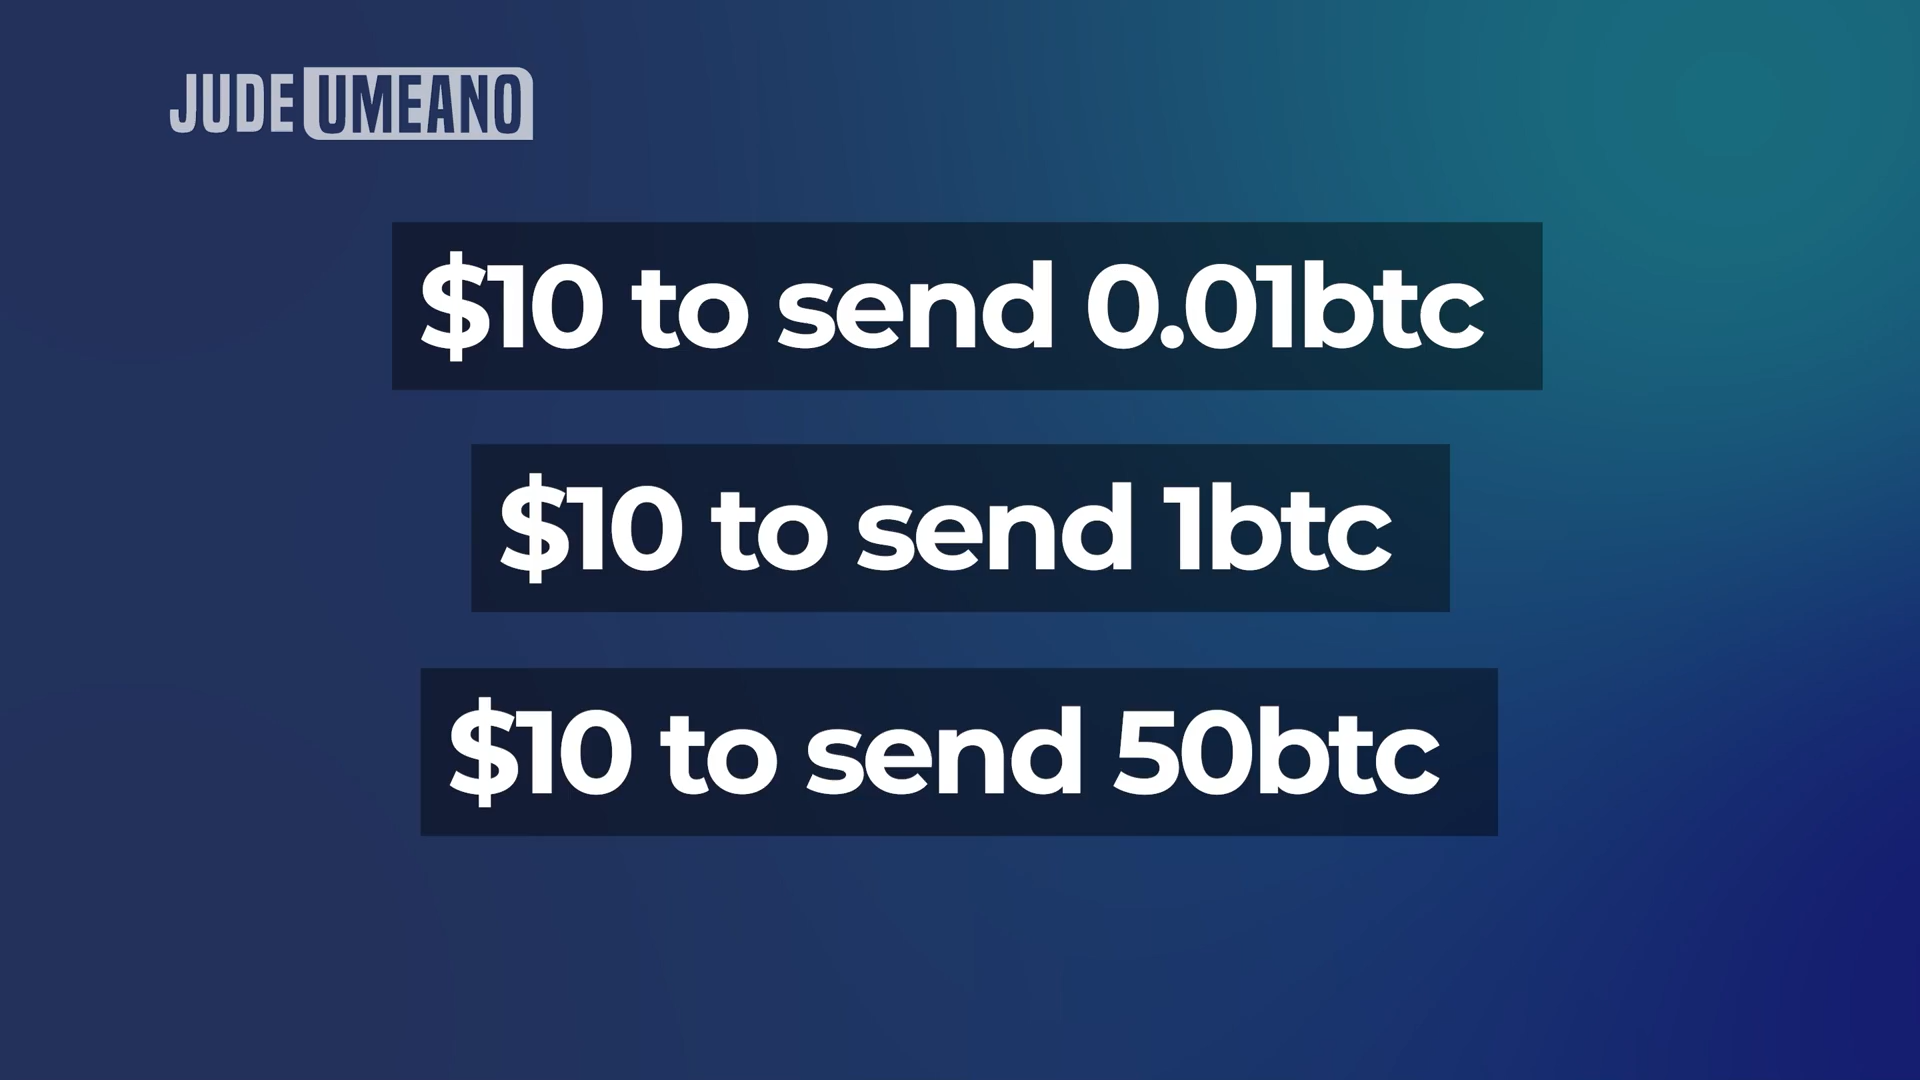 JUDE UMEANO
$10 to send 0.01btc
$10 to send 1btc
$10 to send 50btc